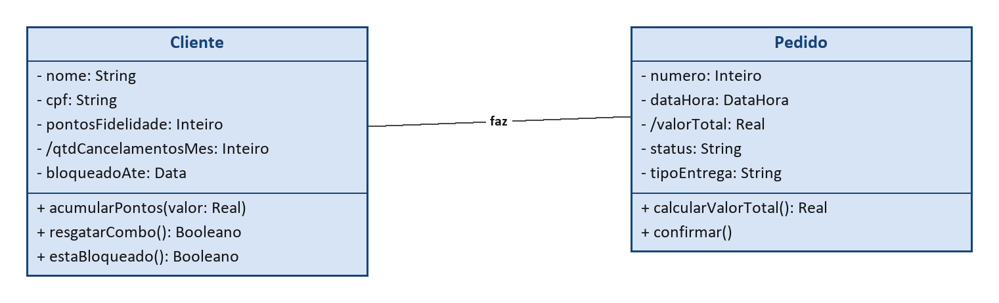 Cliente
- nome: String
- cpf: String
- pontosFidelidade: Inteiro
- /qtdCancelamentosMes: Inteiro
- bloqueadoAte: Data
+ acumularPontos(valor: Real)
+ resgatarCombo(): Booleano
+ estaBloqueado(): Booleano
faz
Pedido
- numero: Inteiro
- dataHora: DataHora
- /valorTotal: Real
- status: String
- tipoEntrega: String
+ calcularValorTotal(): Real
+ confirmar()